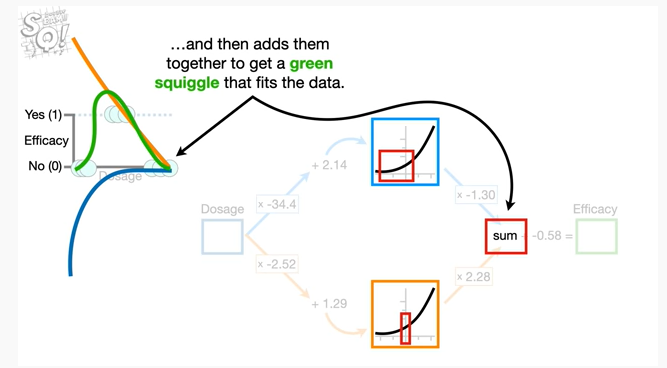 SQ!
…and then adds them
together to get a green
squiggle that fits the data.
Yes (1)
Efficacy
No (0)
Dosage
+ 2.14
x -34.4
x -1.30
Dosage
Efficacy
sum
-0.58 =
x -2.52
x 2.28
+ 1.29